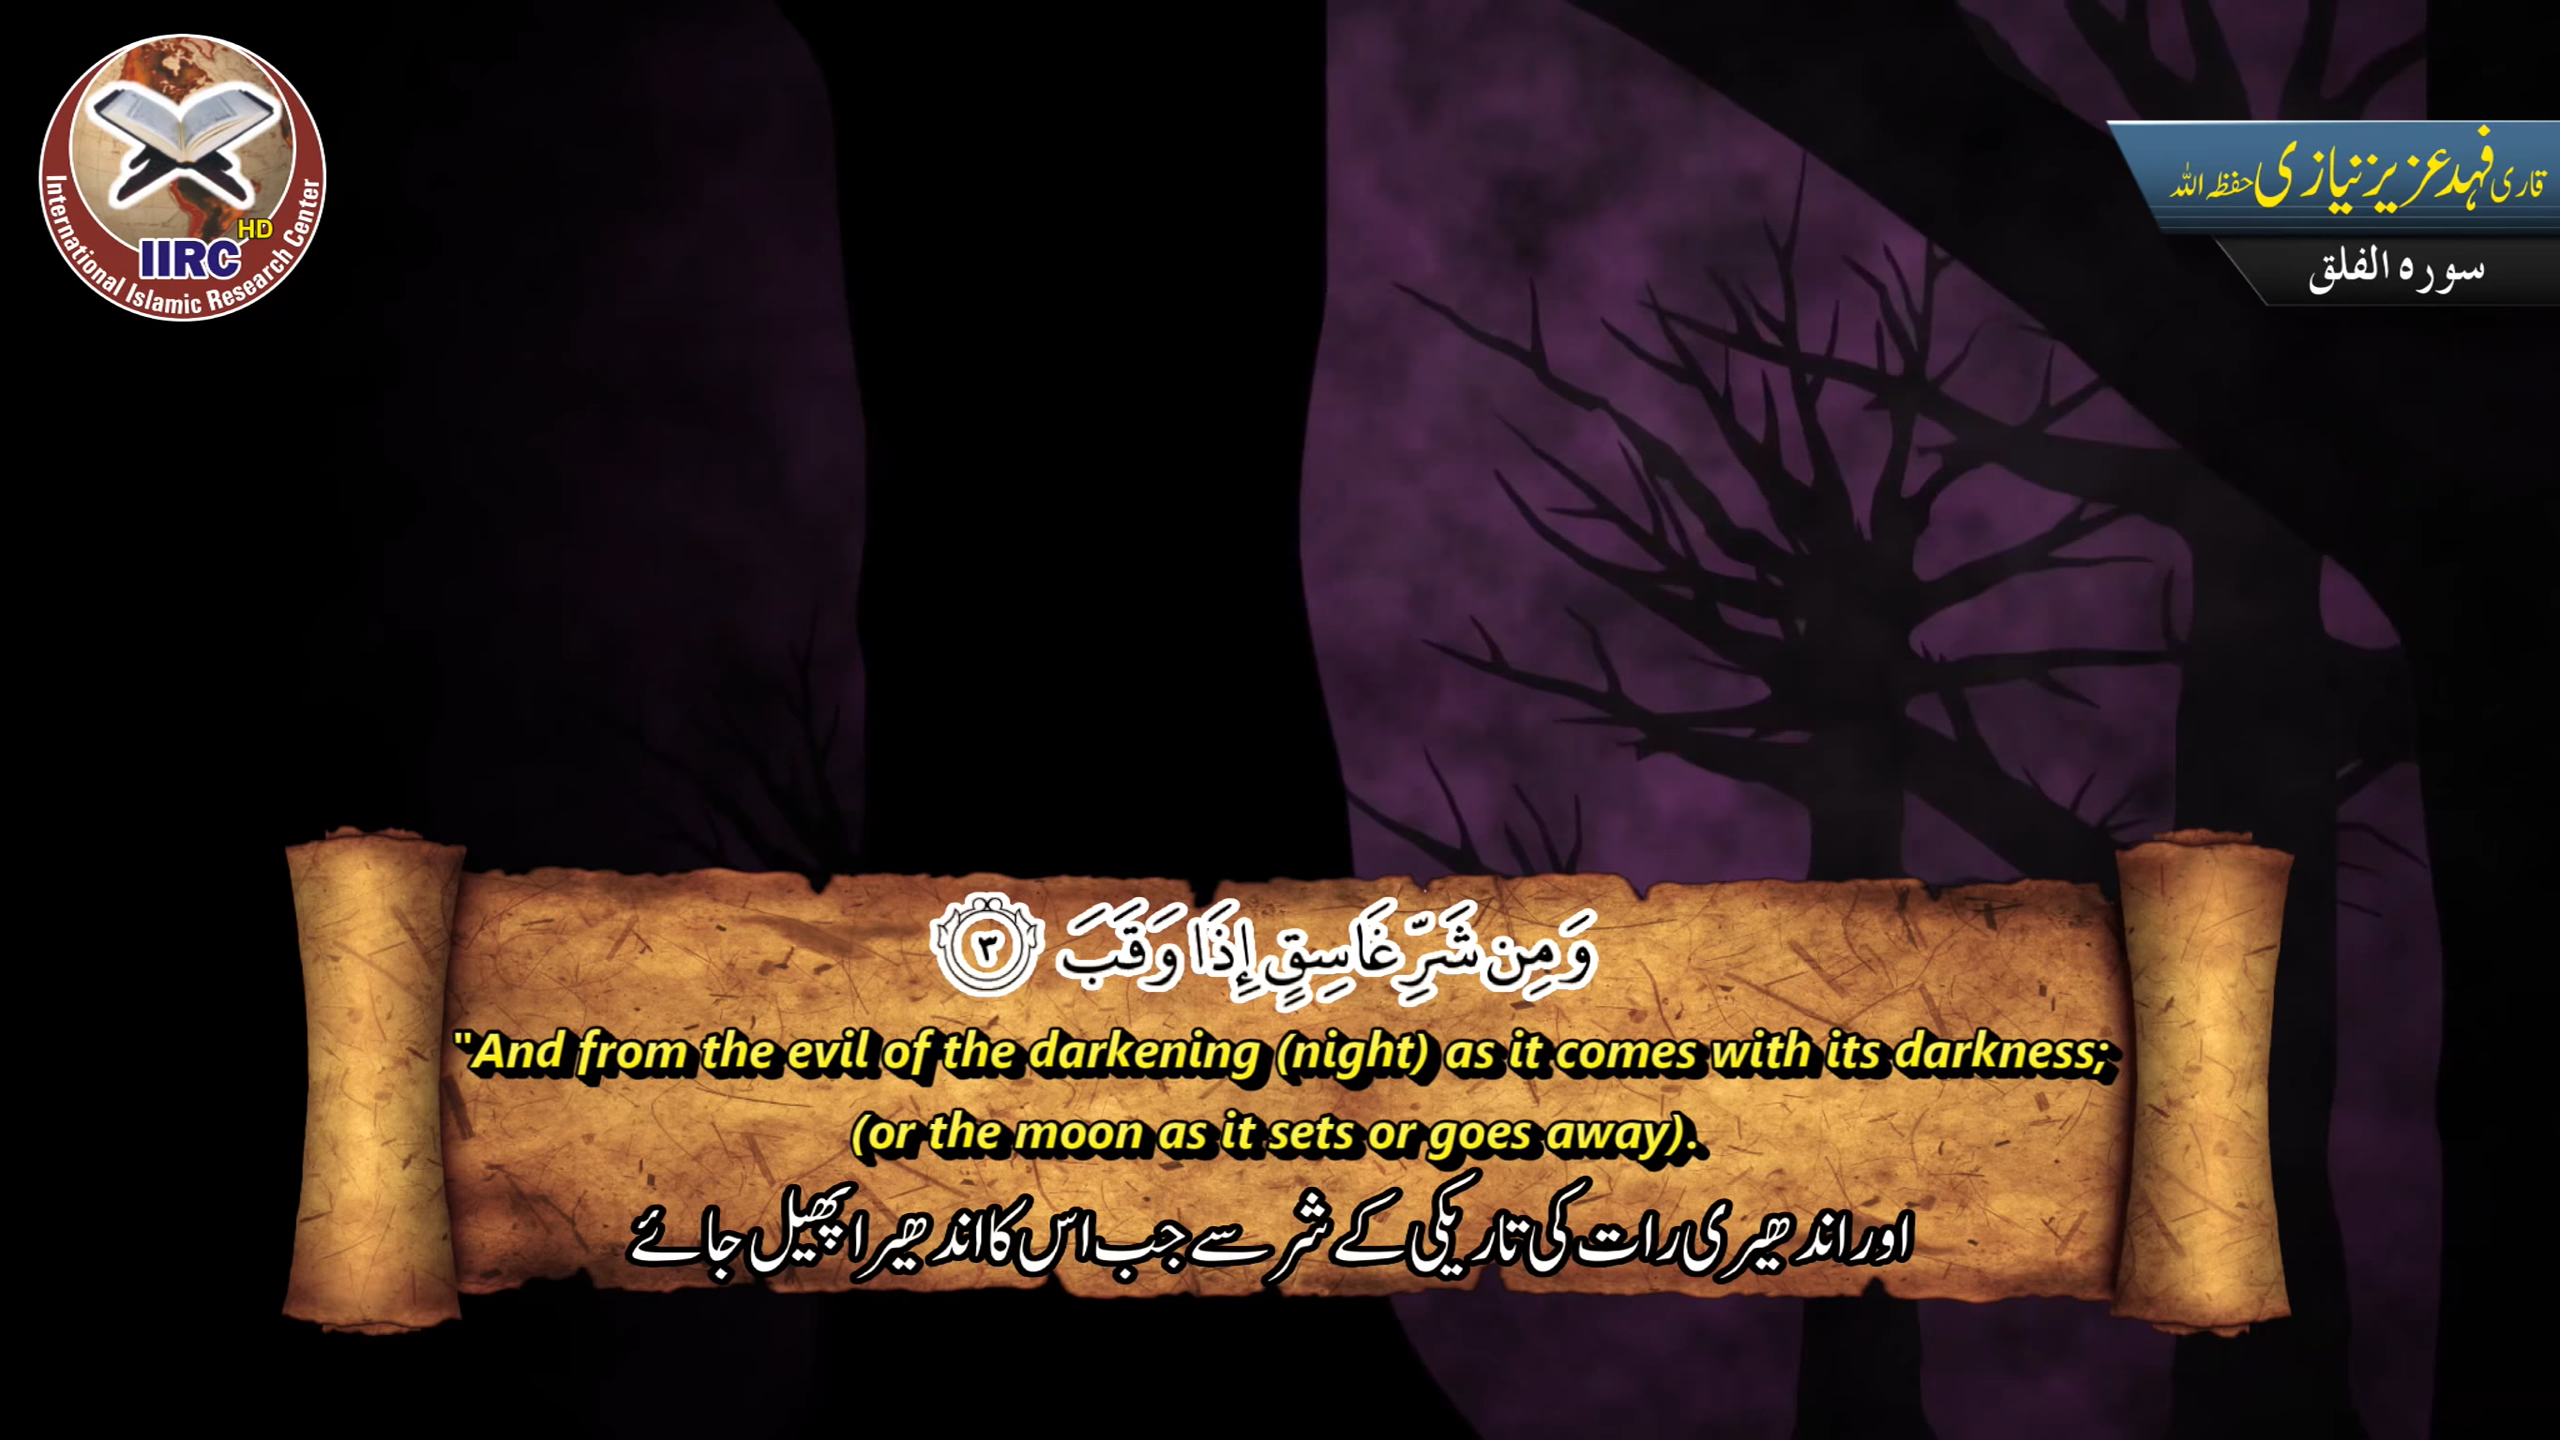 International Islamic Research Center
IIRC HD
قاری فہد عزیز نیازی حفظہ اللہ
سورہ الفلق
وَمِن شَرِّ غَاسِقٍ إِذَا وَقَبَ ٣
"And from the evil of the darkening (night) as it comes with its darkness;
(or the moon as it sets or goes away).
اور اندھیری رات کی تاریکی کے شر سے جب اس کا اندھیرا پھیل جائے